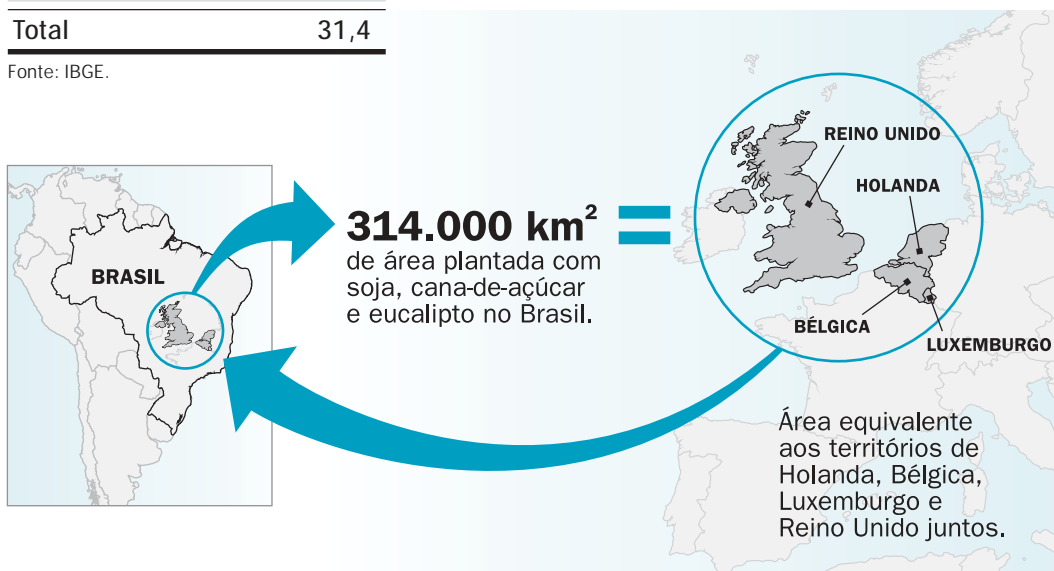 Total 31,4
Fonte: IBGE.
BRASIL
314.000 km² =
de área plantada com
soja, cana-de-açúcar
e eucalipto no Brasil.
REINO UNIDO
HOLANDA
BÉLGICA
LUXEMBURGO
Área equivalente
aos territórios de
Holanda, Bélgica,
Luxemburgo e
Reino Unido juntos.